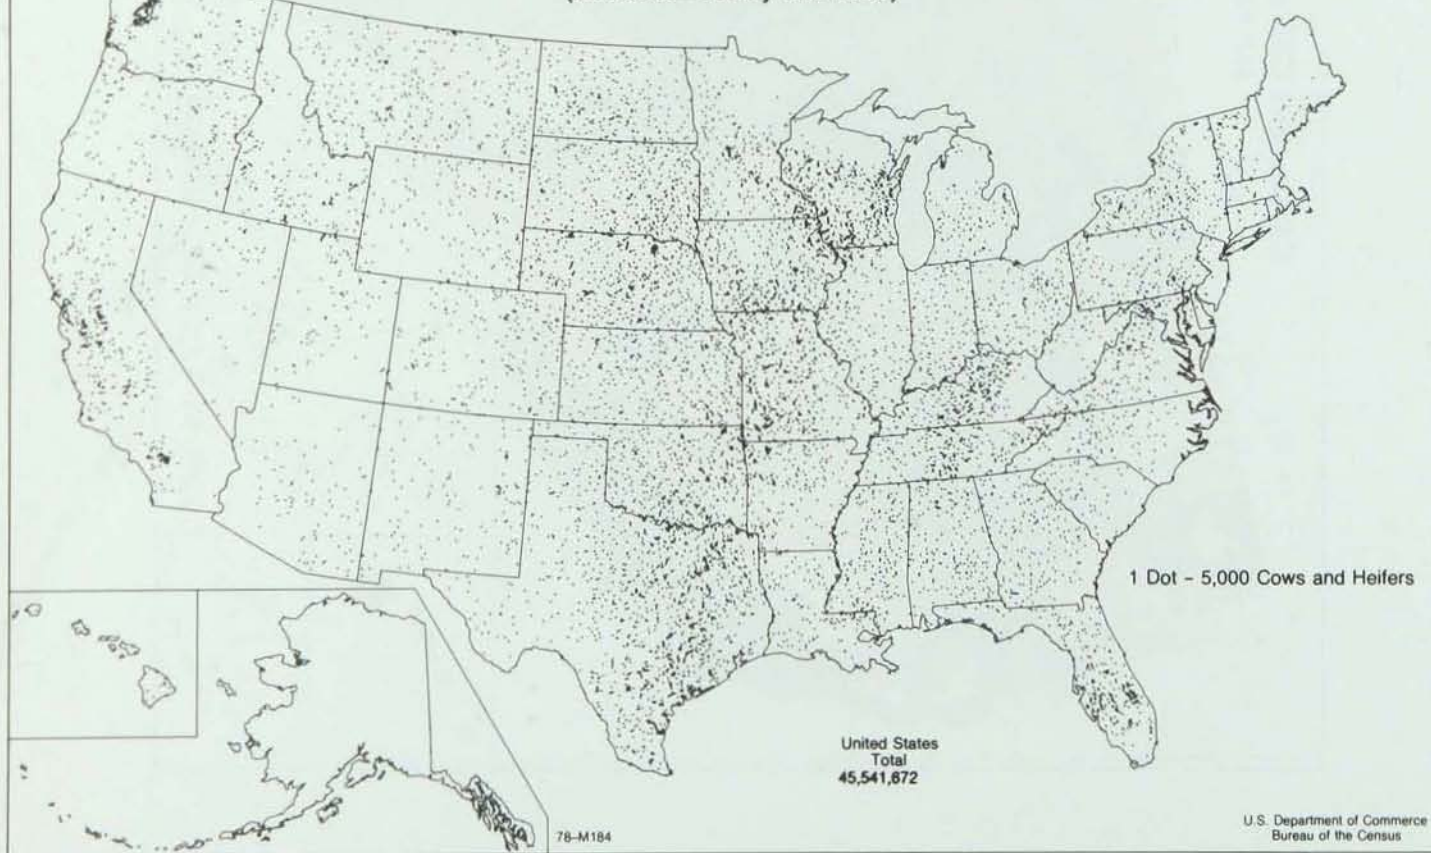 1 Dot – 5,000 Cows and Heifers
United States
Total
45,541,672
78–M184
U.S. Department of Commerce
Bureau of the Census